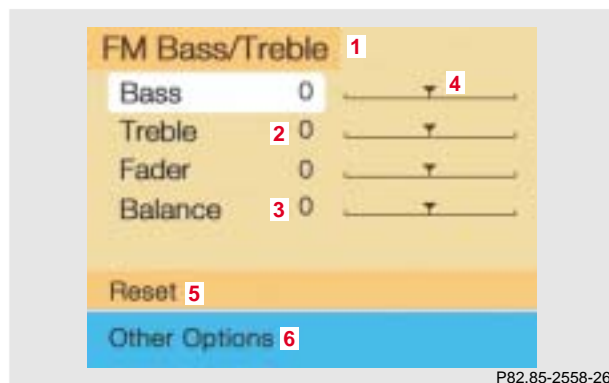 FM Bass/Treble 1
Bass 0 4
Treble 2 0
Fader 0
Balance 3 0
Reset 5
Other Options 6
P82.85-2558-26